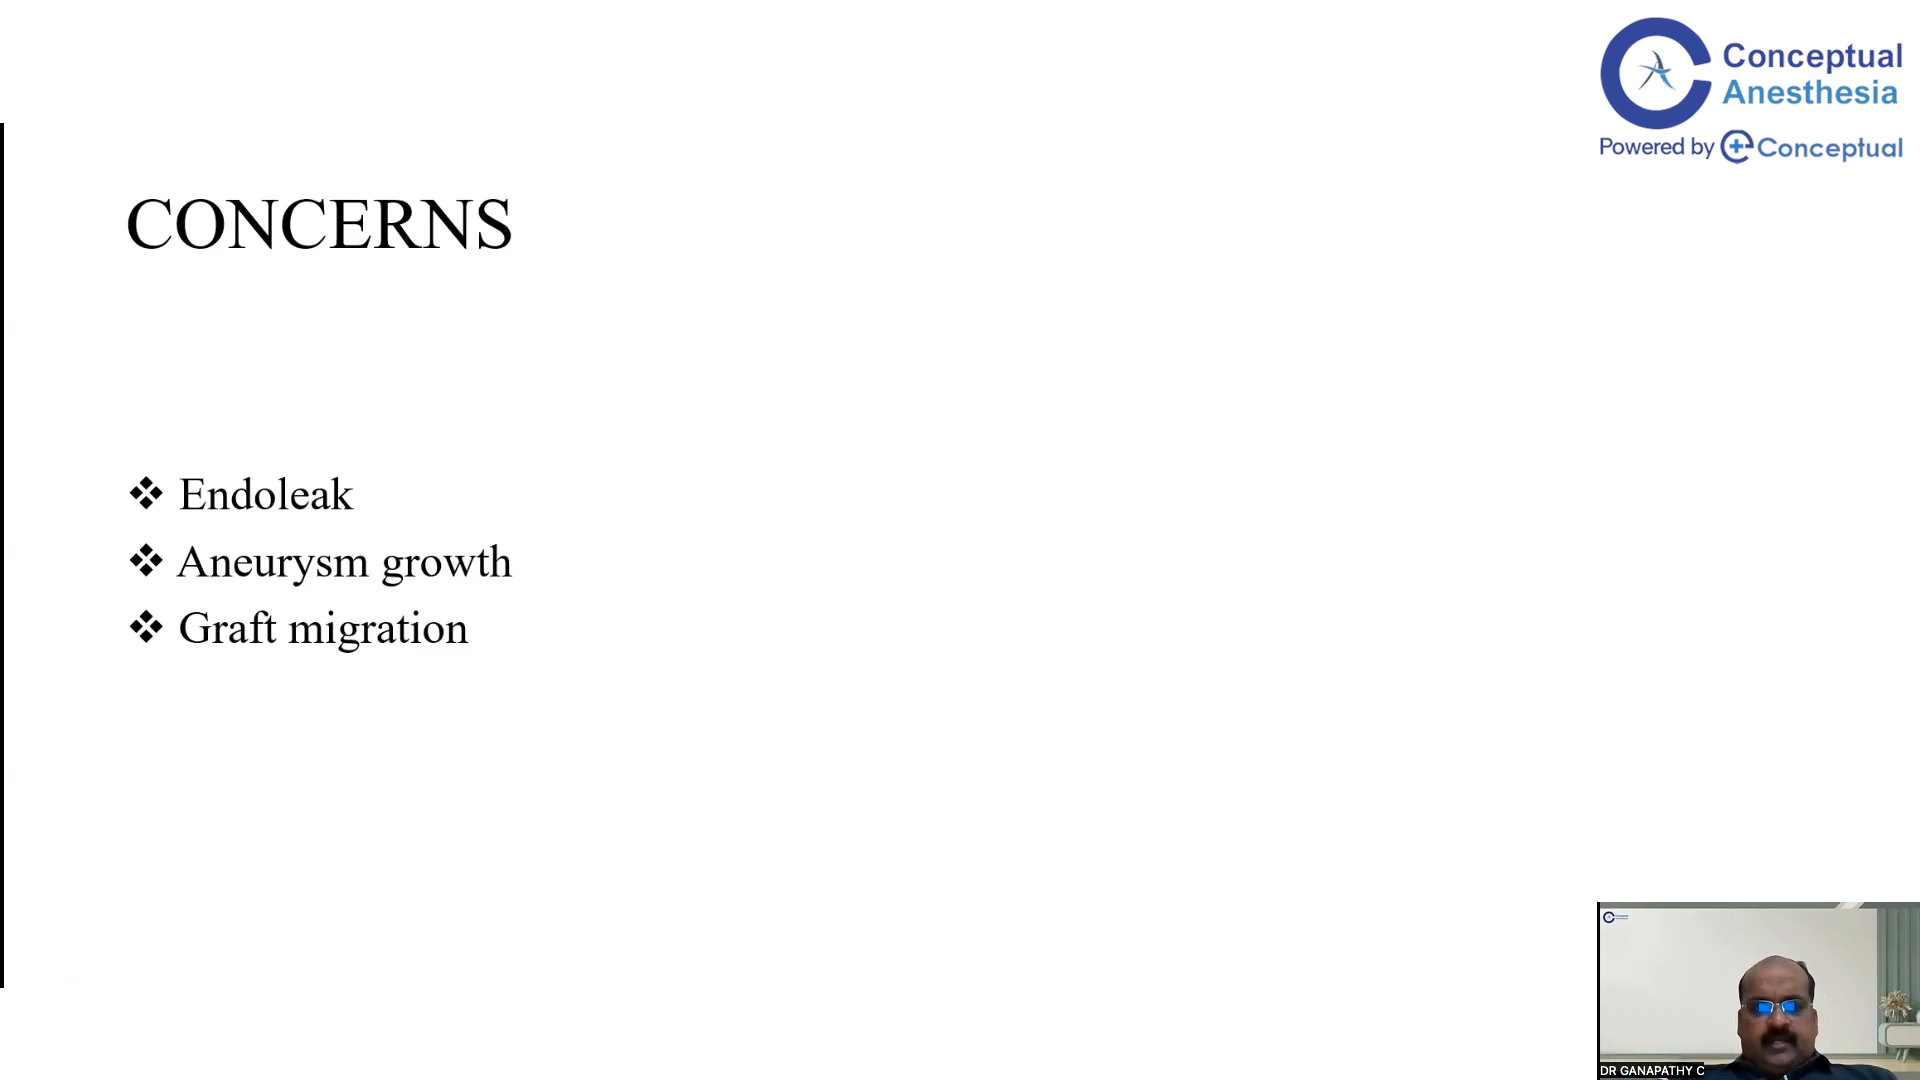 Conceptual
Anesthesia
Powered by Conceptual
CONCERNS
❖ Endoleak
❖ Aneurysm growth
❖ Graft migration
DR GANAPATHY C